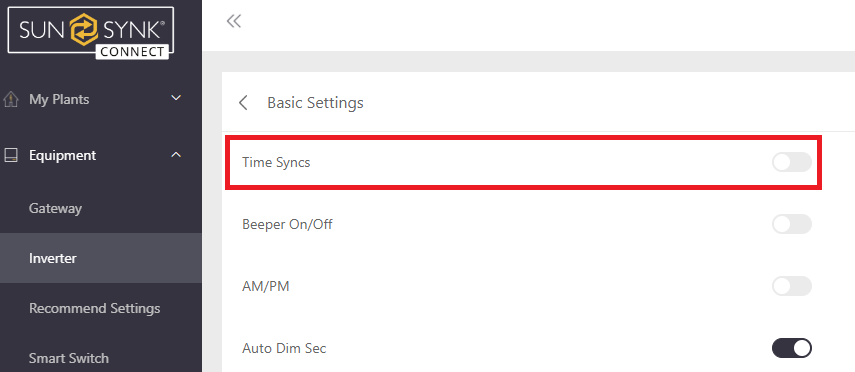 SUN SYNK®
CONNECT
My Plants
Equipment
Gateway
Inverter
Recommend Settings
Smart Switch
Basic Settings
Time Syncs
Beeper On/Off
AM/PM
Auto Dim Sec